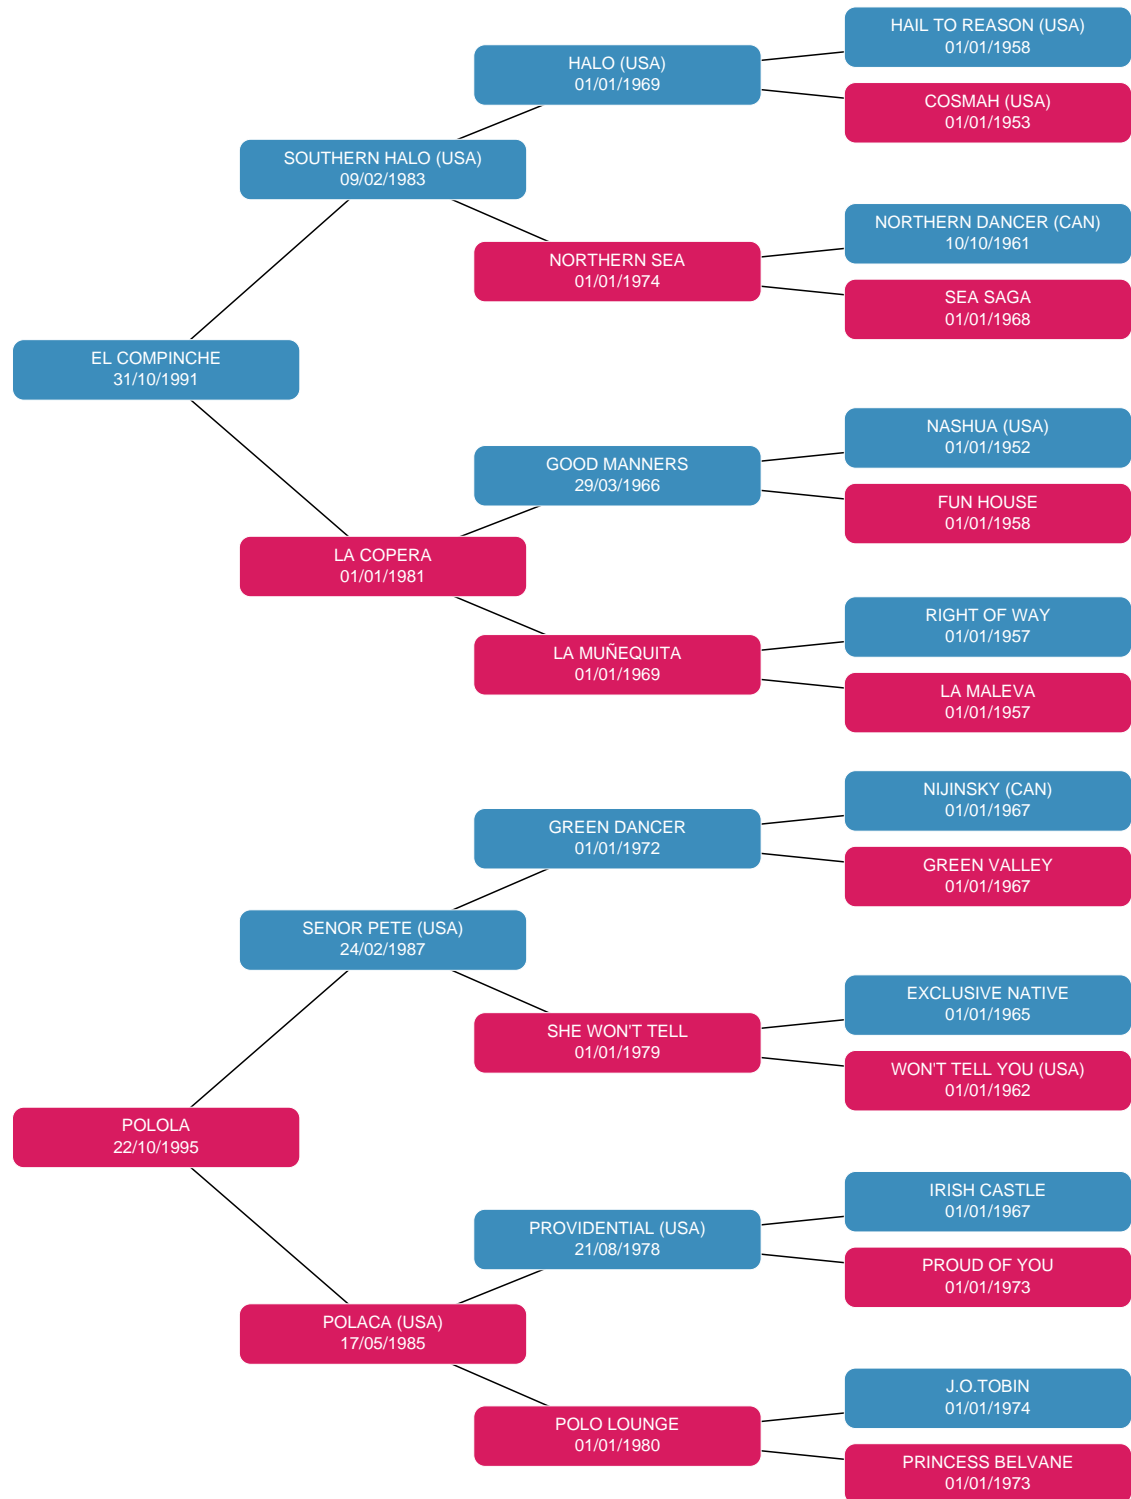 HAIL TO REASON (USA)
01/01/1958
HALO (USA)
01/01/1969
COSMAH (USA)
01/01/1953
SOUTHERN HALO (USA)
09/02/1983
NORTHERN DANCER (CAN)
10/10/1961
NORTHERN SEA
01/01/1974
SEA SAGA
01/01/1968
EL COMPINCHE
31/10/1991
NASHUA (USA)
01/01/1952
GOOD MANNERS
29/03/1966
FUN HOUSE
01/01/1958
LA COPERA
01/01/1981
RIGHT OF WAY
01/01/1957
LA MUÑEQUITA
01/01/1969
LA MALEVA
01/01/1957
NIJINSKY (CAN)
01/01/1967
GREEN DANCER
01/01/1972
GREEN VALLEY
01/01/1967
SENOR PETE (USA)
24/02/1987
EXCLUSIVE NATIVE
01/01/1965
SHE WON'T TELL
01/01/1979
WON'T TELL YOU (USA)
01/01/1962
POLOLA
22/10/1995
IRISH CASTLE
01/01/1967
PROVIDENTIAL (USA)
21/08/1978
PROUD OF YOU
01/01/1973
POLACA (USA)
17/05/1985
J.O.TOBIN
01/01/1974
POLO LOUNGE
01/01/1980
PRINCESS BELVANE
01/01/1973